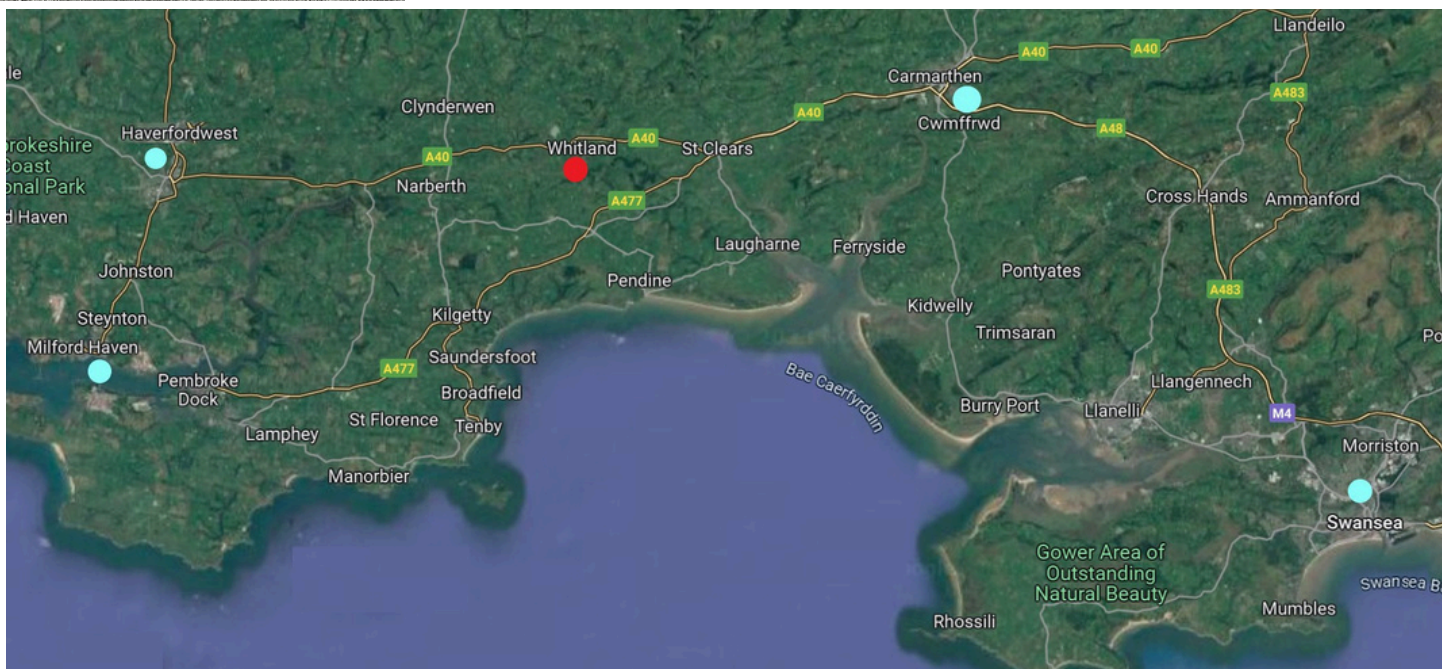 Llandeilo
A40
A40
Carmarthen
le
A483
Clynderwen
A40
Haverfordwest
Cwmffrwd
A48
A40
Whitland
St Clears
brokeshire
Coast
onal Park
A40
Narberth
A477
Cross Hands
Ammanford
d Haven
Laugharne
Ferryside
Johnston
Pendine
Pontyates
A483
Kidwelly
Steynton
Kilgetty
Trimsaran
Po
Milford Haven
Saundersfoot
A477
Bae Caerfyrddin
Pembroke
Dock
Broadfield
Llangennech
Burry Port
Llanelli
M4
St Florence
Tenby
Lamphey
Morriston
Manorbier
Swansea
Gower Area of
Outstanding
Natural Beauty
Swansea B
Mumbles
Rhossili